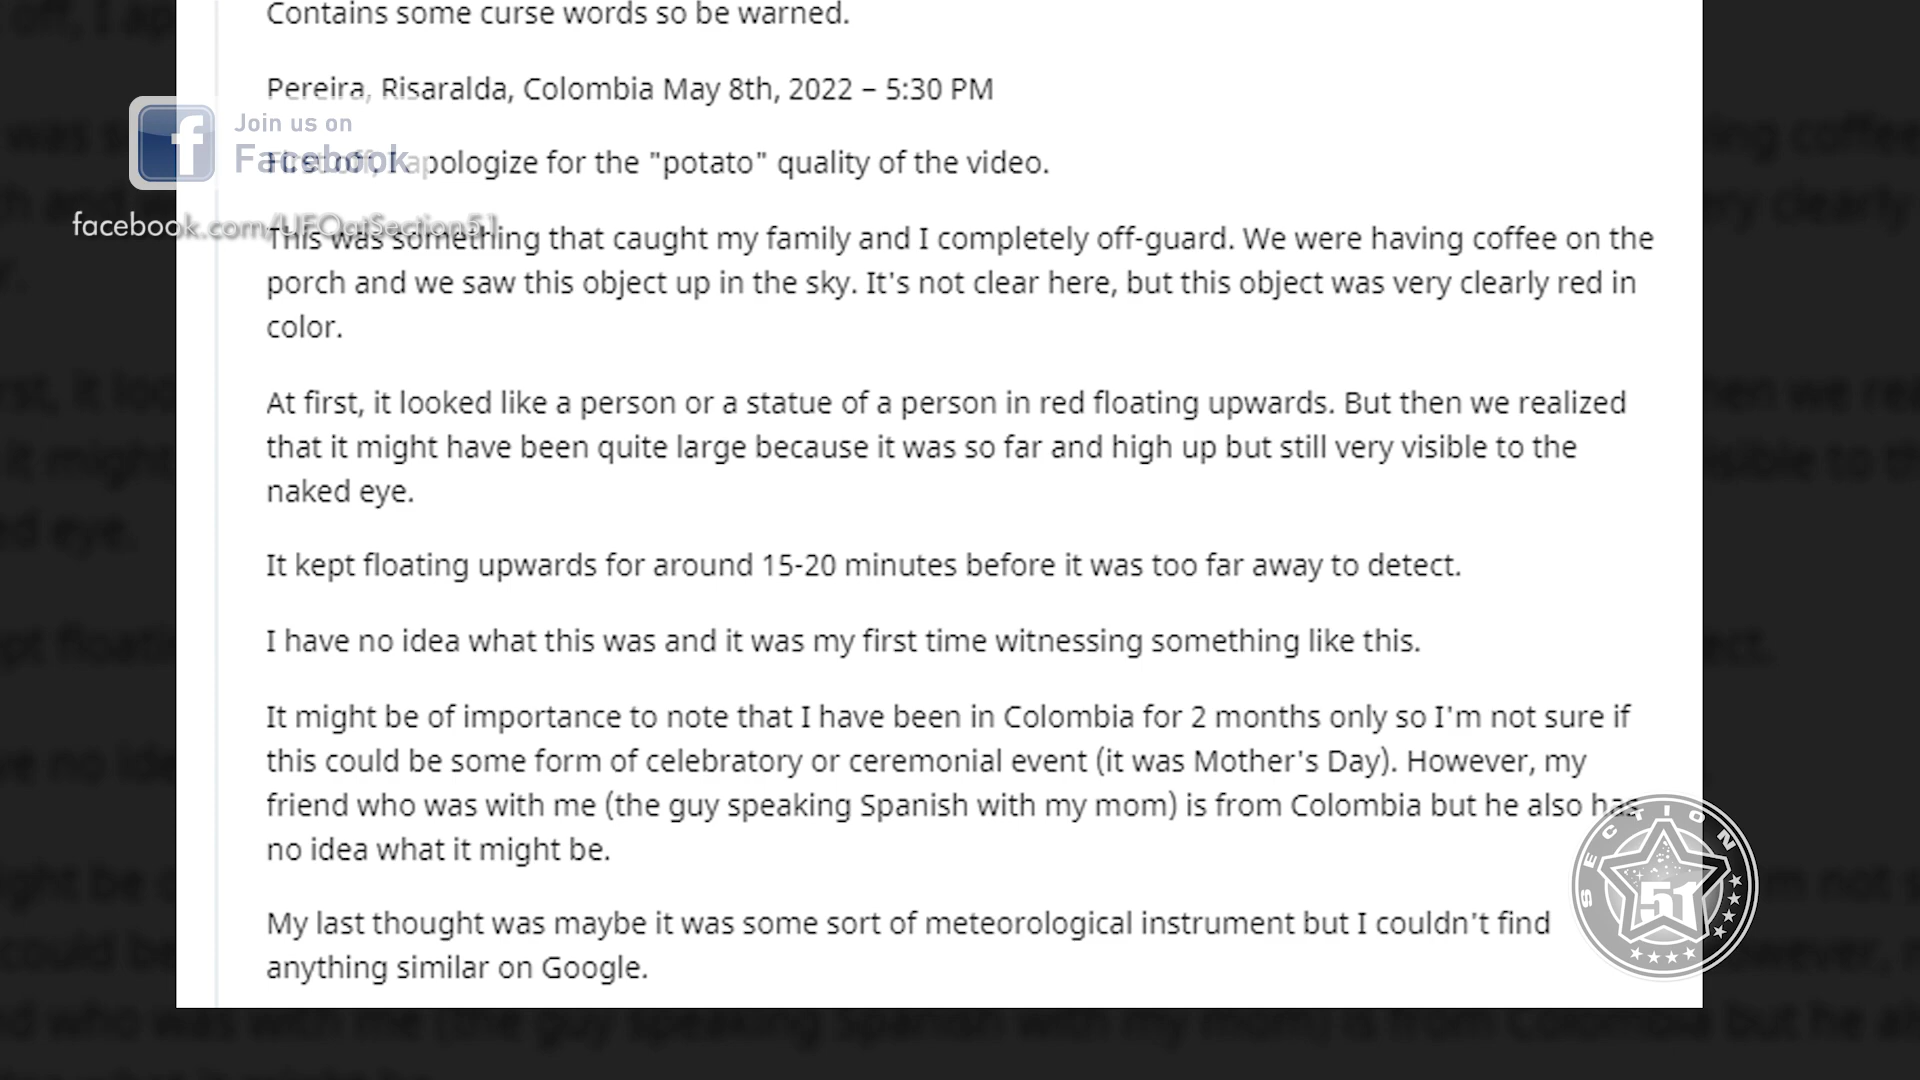 Contains some curse words so be warned.
Pereira, Risaralda, Colombia May 8th, 2022 – 5:30 PM
Join us on
Facebook
First off, I apologize for the "potato" quality of the video.
facebook.com/UFOatSection51
This was something that caught my family and I completely off-guard. We were having coffee on the
porch and we saw this object up in the sky. It's not clear here, but this object was very clearly red in
color.
At first, it looked like a person or a statue of a person in red floating upwards. But then we realized
that it might have been quite large because it was so far and high up but still very visible to the
naked eye.
It kept floating upwards for around 15-20 minutes before it was too far away to detect.
I have no idea what this was and it was my first time witnessing something like this.
It might be of importance to note that I have been in Colombia for 2 months only so I'm not sure if
this could be some form of celebratory or ceremonial event (it was Mother's Day). However, my
friend who was with me (the guy speaking Spanish with my mom) is from Colombia but he also has
no idea what it might be.
My last thought was maybe it was some sort of meteorological instrument but I couldn't find
anything similar on Google.
SECTION
51